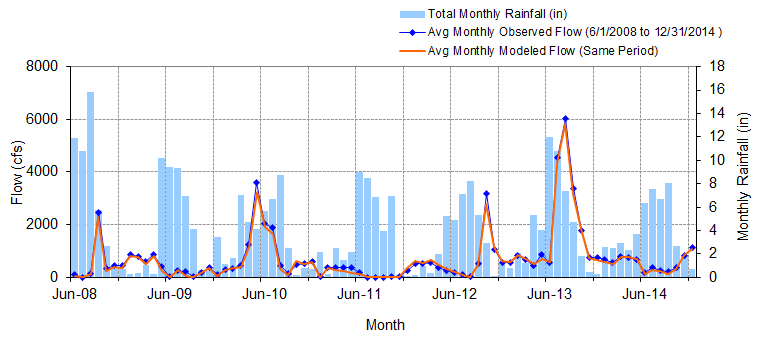 Total Monthly Rainfall (in)
Avg Monthly Observed Flow (6/1/2008 to 12/31/2014 )
Avg Monthly Modeled Flow (Same Period)
8000
6000
4000
2000
0
Flow (cfs)
18
16
14
12
10
8
6
4
2
0
Monthly Rainfall (in)
Jun-08 Jun-09 Jun-10 Jun-11 Jun-12 Jun-13 Jun-14
Month